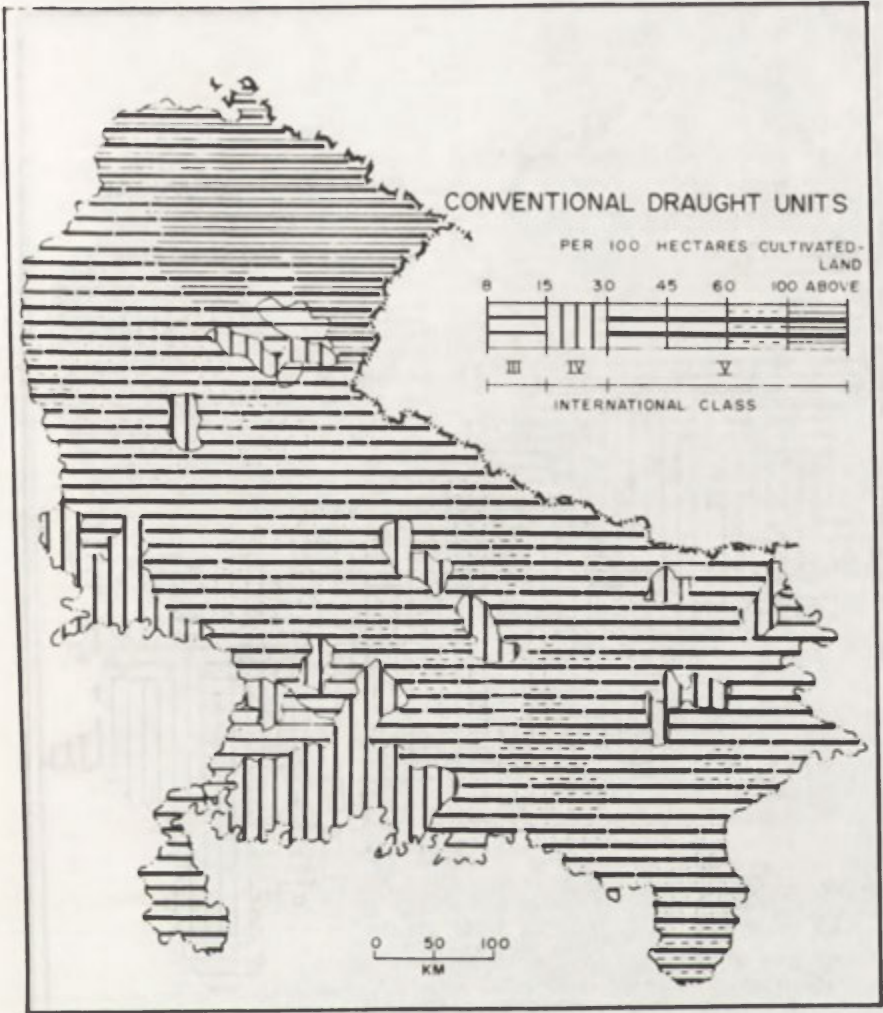 CONVENTIONAL DRAUGHT UNITS
PER 100 HECTARES CULTIVATED-
LAND
8 15 30 45 60 100 ABOVE
III IV V
INTERNATIONAL CLASS
0 50 100
KM